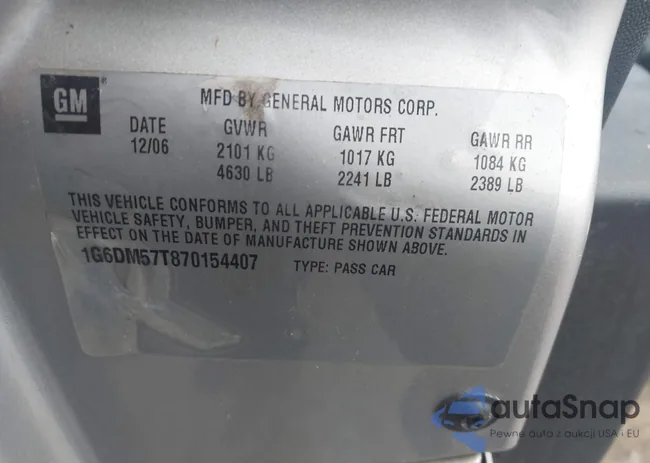 GM
MFD BY GENERAL MOTORS CORP.
DATE GVWR GAWR FRT GAWR RR
12/06 2101 KG 1017 KG 1084 KG
4630 LB 2241 LB 2389 LB
THIS VEHICLE CONFORMS TO ALL APPLICABLE U.S. FEDERAL MOTOR
VEHICLE SAFETY, BUMPER, AND THEFT PREVENTION STANDARDS IN
EFFECT ON THE DATE OF MANUFACTURE SHOWN ABOVE.
1G6DM57T870154407 TYPE: PASS CAR
autaSnap
Pewne auta z aukcji USA i EU